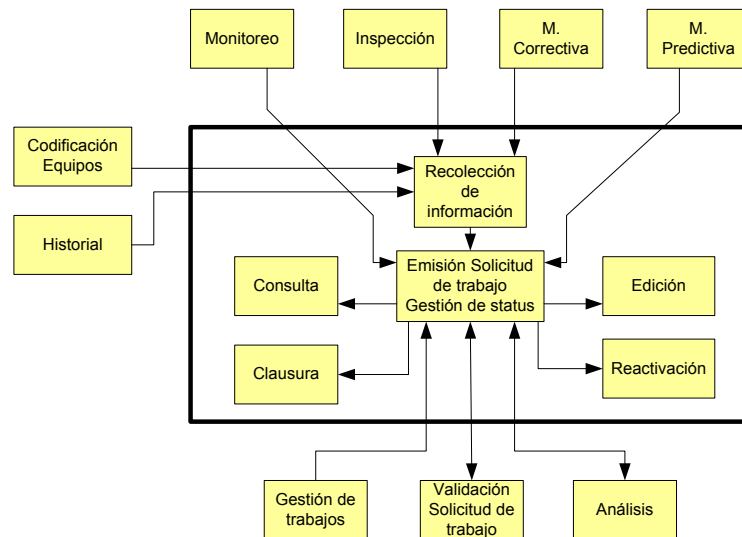 Monitoreo
Inspección
M.
Correctiva
M.
Predictiva
Codificación
Equipos
Recolección
de
información
Historial
Emisión Solicitud
de trabajo
Gestión de status
Consulta
Edición
Clausura
Reactivación
Gestión de
trabajos
Validación
Solicitud de
trabajo
Análisis